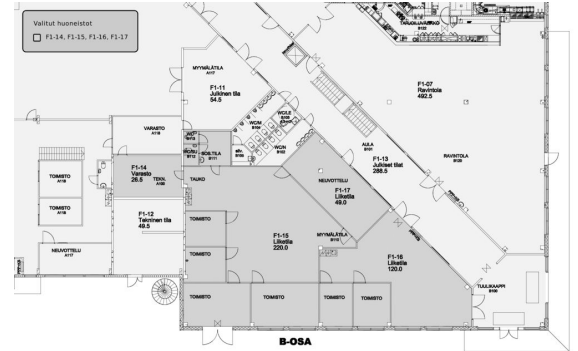 Valitut huoneistot
F1-14, F1-15, F1-16, F1-17
TARJOILU/JAKELU
MYYMÄLÄTILA
A117
F1-11
Julkinen tila
54.5
F1-07
Ravintola
492.5
VARASTO
WC/M
WC/N
AULA
B101
F1-13
Julkiset tilat
288.5
RAVINTOLA
F1-14
Varasto
26.5
TEKN.
TAUKO
TOIMISTO
TOIMISTO
F1-12
Tekninen tila
49.5
NEUVOTTELU
A117
NEUVOTTELU
F1-17
Liiketila
49.0
TOIMISTO
F1-15
Liiketila
220.0
MYYMÄLÄTILA
F1-16
Liiketila
120.0
TOIMISTO
TOIMISTO
TOIMISTO
TOIMISTO
TOIMISTO
TUULIKAAPPI
B-OSA